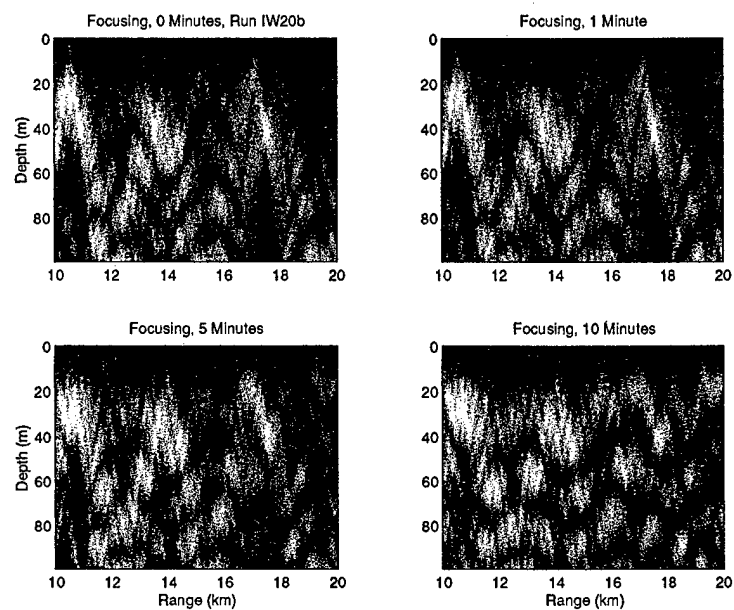 Focusing, 0 Minutes, Run IW20b
0
20
40
60
80
Depth (m)
10 12 14 16 18 20
Focusing, 1 Minute
0
20
40
60
80
10 12 14 16 18 20
Focusing, 5 Minutes
0
20
40
60
80
Depth (m)
10 12 14 16 18 20
Range (km)
Focusing, 10 Minutes
0
20
40
60
80
10 12 14 16 18 20
Range (km)